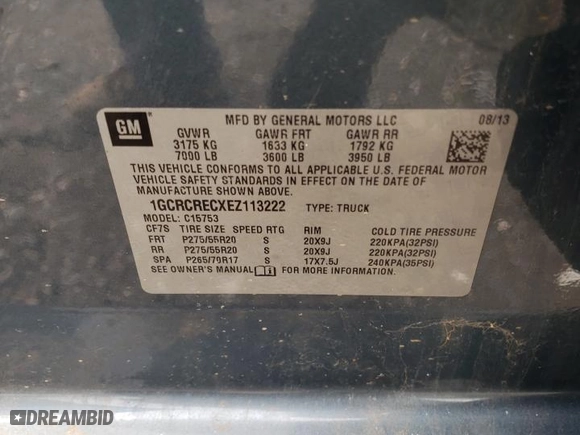 GM
MFD BY GENERAL MOTORS LLC 08/13
GVWR GAWR FRT GAWR RR
3175 KG 1633 KG 1792 KG
7000 LB 3600 LB 3950 LB
THIS VEHICLE CONFORMS TO ALL APPLICABLE U.S. FEDERAL MOTOR
VEHICLE SAFETY STANDARDS IN EFFECT ON THE DATE OF
MANUFACTURE SHOWN ABOVE.
1GCRCRECXEZ113222 TYPE: TRUCK
MODEL: C15753
CF7S TIRE SIZE SPEED RTG RIM COLD TIRE PRESSURE
FRT P275/55R20 S 20X9J 220KPA(32PSI)
RR P275/55R20 S 20X9J 220KPA(32PSI)
SPA P265/70R17 S 17X7.5J 240KPA(35PSI)
SEE OWNER'S MANUAL FOR MORE INFORMATION.
DREAMBID